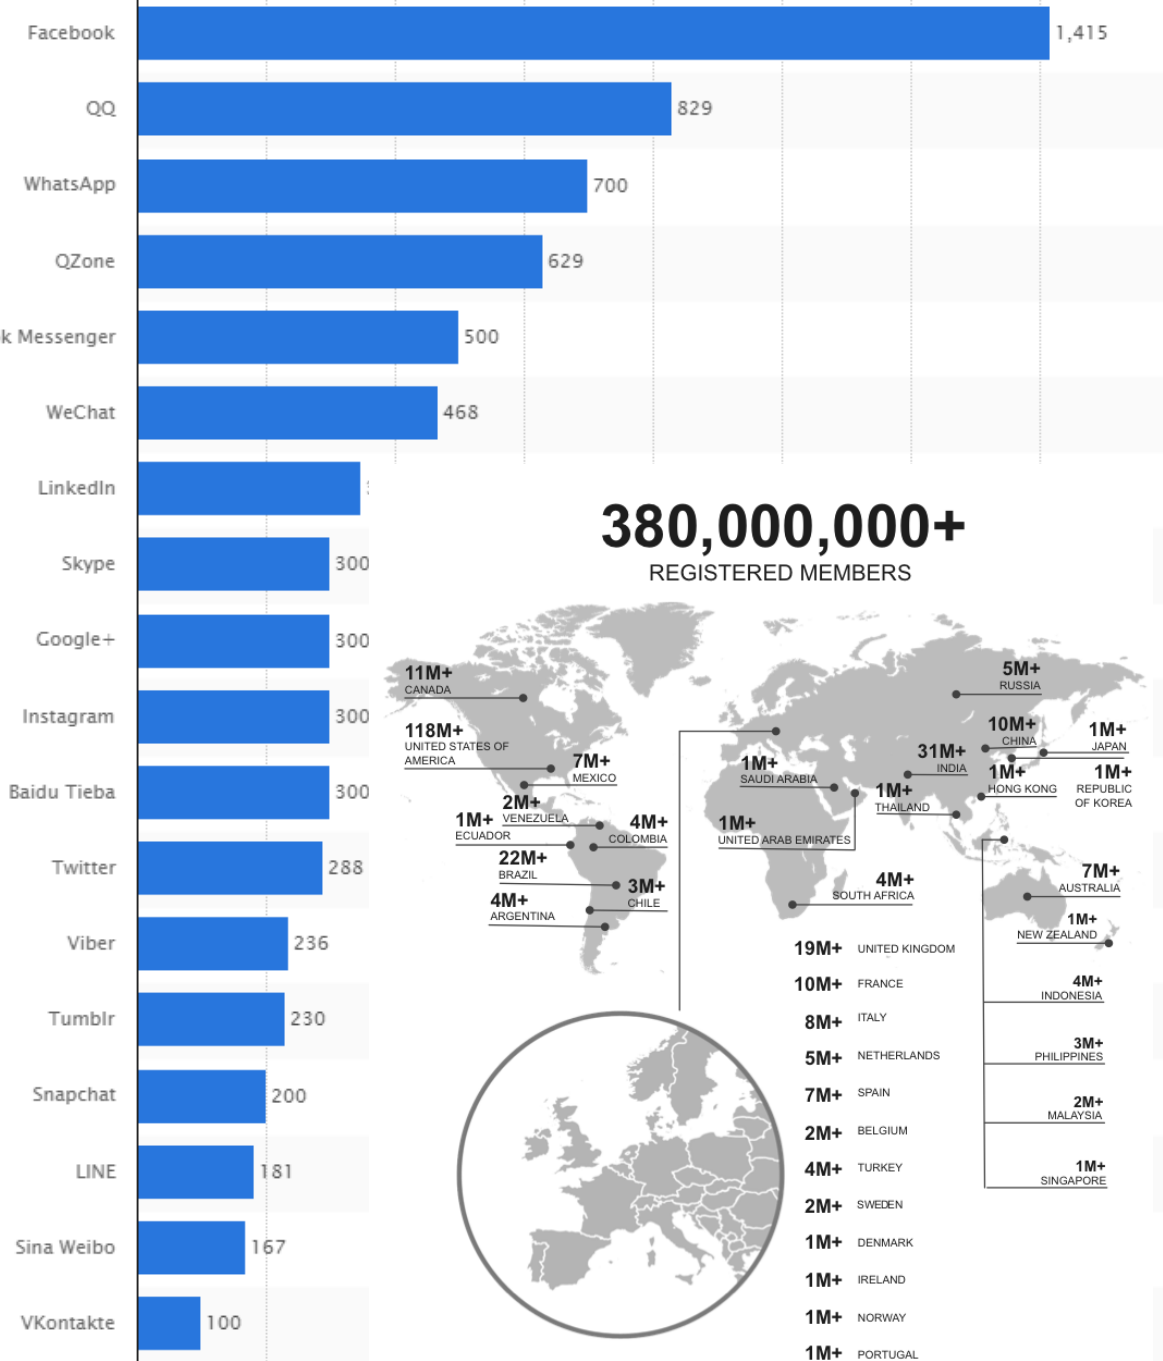 Facebook 1,415
QQ 829
WhatsApp 700
QZone 629
k Messenger 500
WeChat 468
LinkedIn
Skype 300
Google+ 300
Instagram 300
Baidu Tieba 300
Twitter 288
Viber 236
Tumblr 230
Snapchat 200
LINE 181
Sina Weibo 167
VKontakte 100
380,000,000+
REGISTERED MEMBERS
11M+
CANADA
118M+
UNITED STATES OF
AMERICA
7M+
MEXICO
2M+
VENEZUELA
1M+
ECUADOR
4M+
COLOMBIA
22M+
BRAZIL
3M+
CHILE
4M+
ARGENTINA
5M+
RUSSIA
10M+
CHINA
1M+
JAPAN
31M+
INDIA
1M+
HONG KONG
1M+
REPUBLIC
OF KOREA
1M+
SAUDI ARABIA
1M+
THAILAND
1M+
UNITED ARAB EMIRATES
4M+
SOUTH AFRICA
7M+
AUSTRALIA
1M+
NEW ZEALAND
4M+
INDONESIA
3M+
PHILIPPINES
2M+
MALAYSIA
1M+
SINGAPORE
19M+ UNITED KINGDOM
10M+ FRANCE
8M+ ITALY
5M+ NETHERLANDS
7M+ SPAIN
2M+ BELGIUM
4M+ TURKEY
2M+ SWEDEN
1M+ DENMARK
1M+ IRELAND
1M+ NORWAY
1M+ PORTUGAL